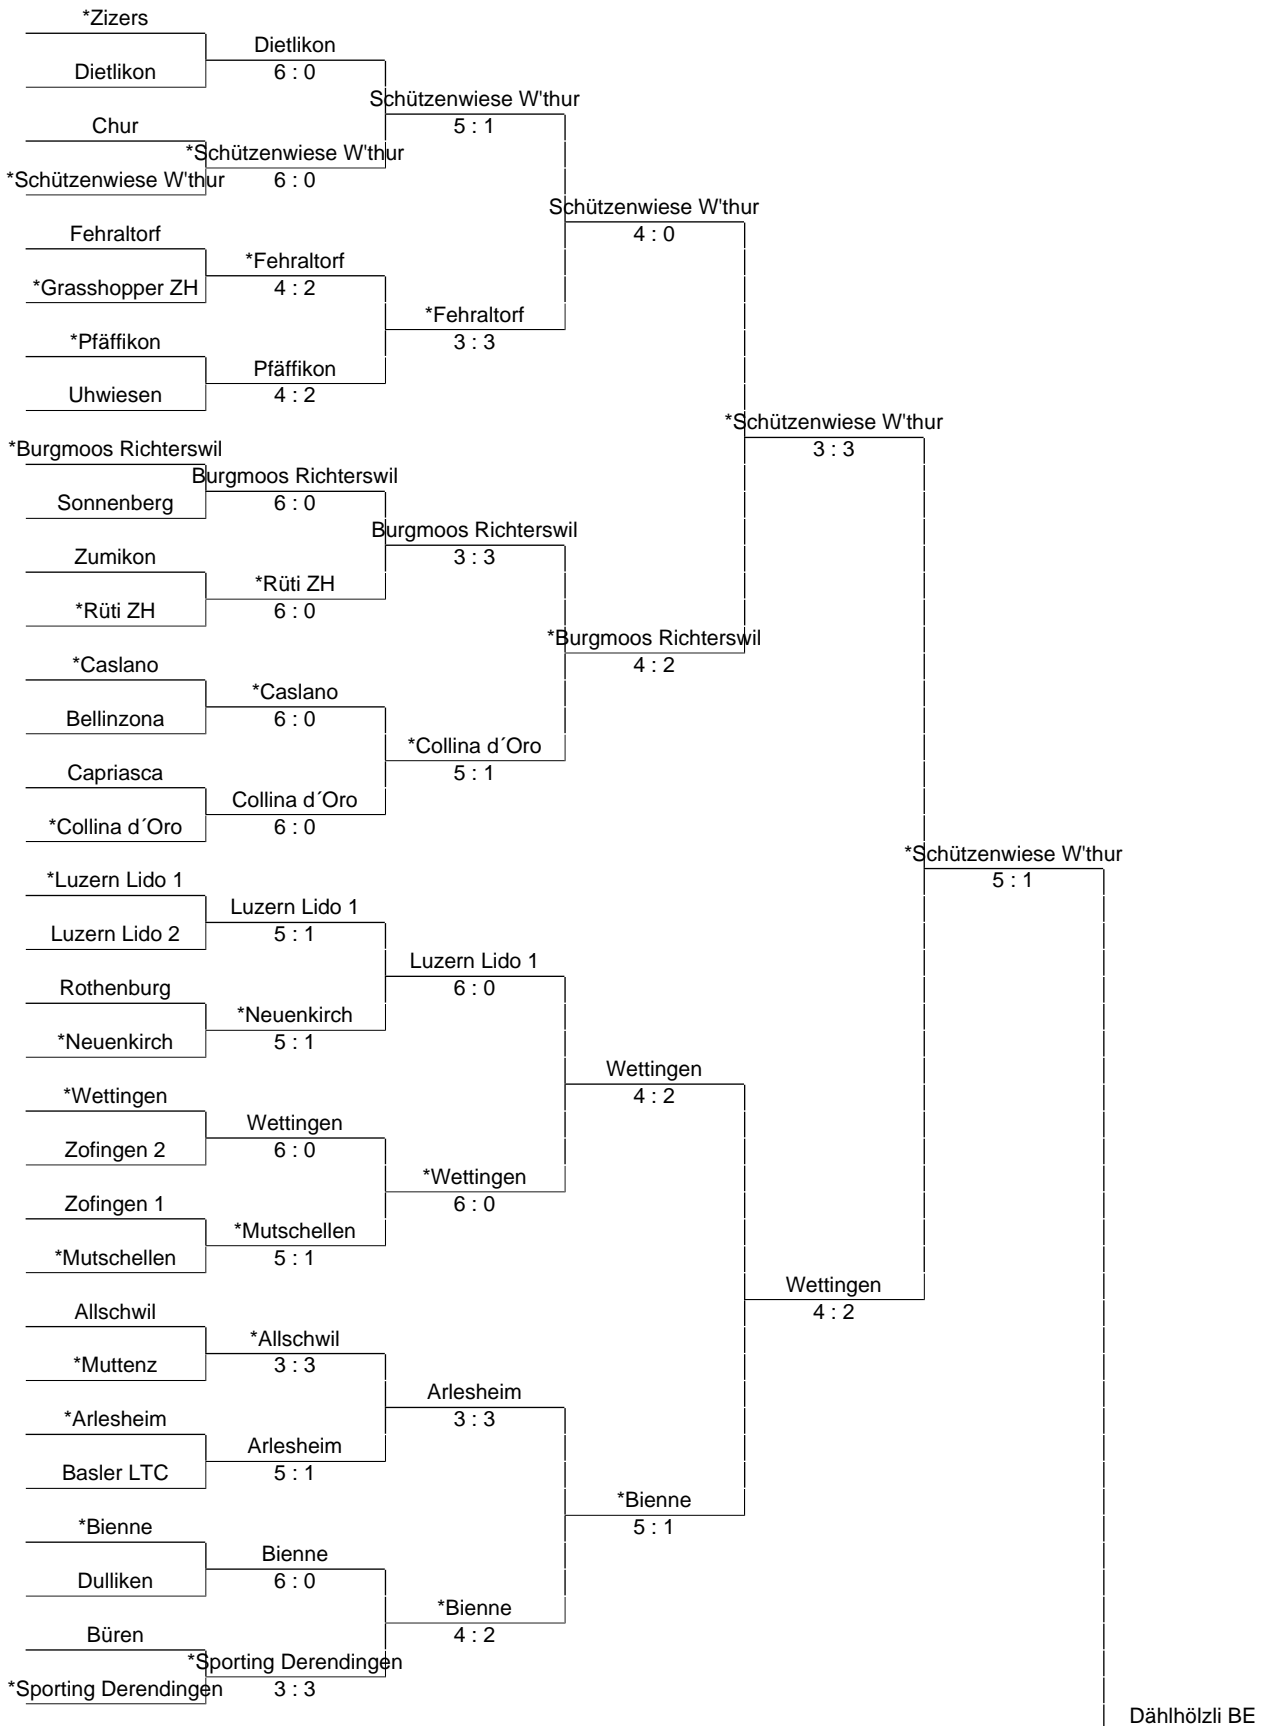 *Zizers
Dietlikon
Dietlikon
6 : 0
Schützenwiese W'thur
5 : 1
Chur
*Schützenwiese W'thur
*Schützenwiese W'thur
6 : 0
Schützenwiese W'thur
4 : 0
Fehraltorf
*Fehraltorf
*Grasshopper ZH
4 : 2
*Fehraltorf
3 : 3
*Pfäffikon
Pfäffikon
Uhwiesen
4 : 2
*Schützenwiese W'thur
3 : 3
*Burgmoos Richterswil
Burgmoos Richterswil
Sonnenberg
6 : 0
Burgmoos Richterswil
3 : 3
Zumikon
*Rüti ZH
*Rüti ZH
6 : 0
*Burgmoos Richterswil
4 : 2
*Caslano
*Caslano
Bellinzona
6 : 0
*Collina d´Oro
5 : 1
Capriasca
Collina d´Oro
*Collina d´Oro
6 : 0
*Schützenwiese W'thur
5 : 1
*Luzern Lido 1
Luzern Lido 1
Luzern Lido 2
5 : 1
Luzern Lido 1
6 : 0
Rothenburg
*Neuenkirch
*Neuenkirch
5 : 1
Wettingen
4 : 2
*Wettingen
Wettingen
Zofingen 2
6 : 0
*Wettingen
6 : 0
Zofingen 1
*Mutschellen
*Mutschellen
5 : 1
Wettingen
4 : 2
Allschwil
*Allschwil
*Muttenz
3 : 3
Arlesheim
3 : 3
*Arlesheim
Arlesheim
Basler LTC
5 : 1
*Bienne
5 : 1
*Bienne
Bienne
Dulliken
6 : 0
*Bienne
4 : 2
Büren
*Sporting Derendingen
*Sporting Derendingen
3 : 3
Dählhölzli BE